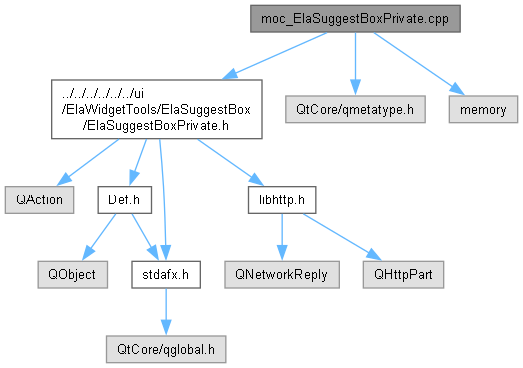 moc_ElaSuggestBoxPrivate.cpp
../../../../../../ui
/ElaWidgetTools/ElaSuggestBox
/ElaSuggestBoxPrivate.h
QtCore/qmetatype.h
memory
QAction
Def.h
libhttp.h
QObject
stdafx.h
QNetworkReply
QHttpPart
QtCore/qglobal.h